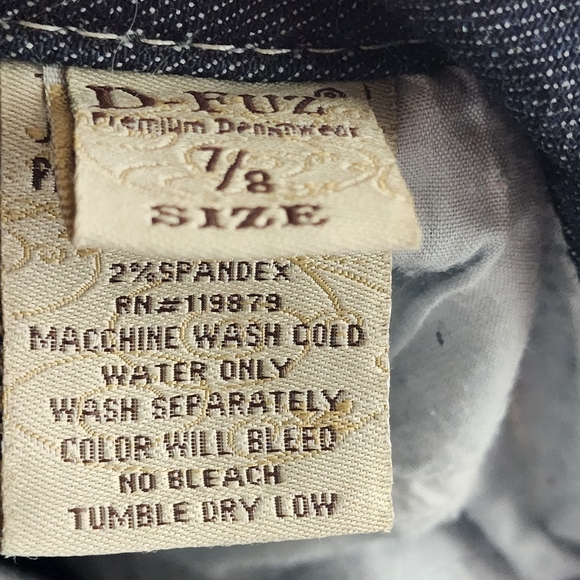 D-FUZ®
Premium Denimwear
7/8
SIZE
2%SPANDEX
RN#119879
MACCHINE WASH COLD
WATER ONLY
WASH SEPARATELY
COLOR WILL BLEED
NO BLEACH
TUMBLE DRY LOW